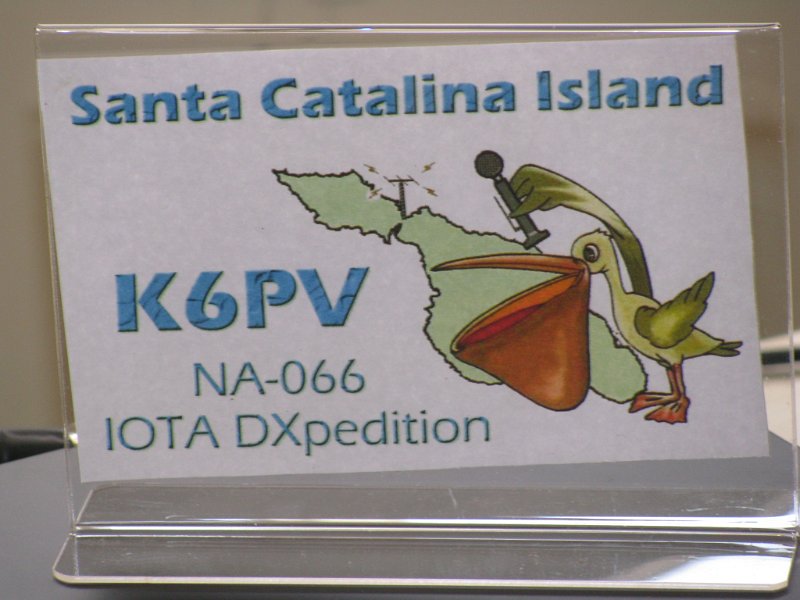 Santa Catalina Island
K6PV
NA-066
IOTA DXpedition